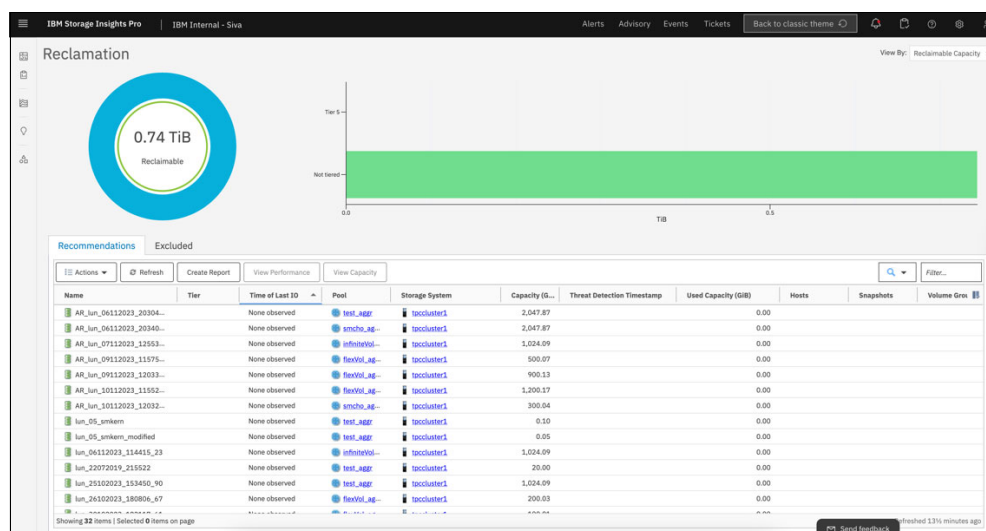 IBM Storage Insights Pro | IBM Internal - Siva Alerts Advisory Events Tickets Back to classic theme
Reclamation
View By: Reclaimable Capacity
0.74 TiB
Reclaimable
Tier 5
Not tiered
0.0 0.5
TiB
Recommendations Excluded
Actions Refresh Create Report View Performance View Capacity Filter...
Name Tier Time of Last IO Pool Storage System Capacity (G... Threat Detection Timestamp Used Capacity (GiB) Hosts Snapshots Volume
AR_lun_06112023_20304... None observed test_aggr tpccluster1 2,047.87 0.00
AR_lun_06112023_20340... None observed smcho_ag... tpccluster1 2,047.87 0.00
AR_lun_07112023_12553... None observed infiniteVol... tpccluster1 1,024.09 0.00
AR_lun_09112023_11575... None observed flexVol_ag... tpccluster1 500.07 0.00
AR_lun_09112023_12033... None observed flexVol_ag... tpccluster1 900.13 0.00
AR_lun_10112023_11552... None observed flexVol_ag... tpccluster1 1,200.17 0.00
AR_lun_10112023_12032... None observed smcho_ag... tpccluster1 300.04 0.00
lun_05_smkern None observed test_aggr tpccluster1 0.10 0.00
lun_05_smkern_modified None observed test_aggr tpccluster1 0.05 0.00
lun_06112023_114415_23 None observed infiniteVol... tpccluster1 1,024.09 0.00
lun_22072019_215522 None observed test_aggr tpccluster1 20.00 0.00
lun_25102023_153450_90 None observed test_aggr tpccluster1 1,024.09 0.00
lun_26102023_180806_67 None observed flexVol_ag... tpccluster1 200.03 0.00
Showing 32 items | Selected 0 items on page Send feedback efreshed 13½ minutes ago